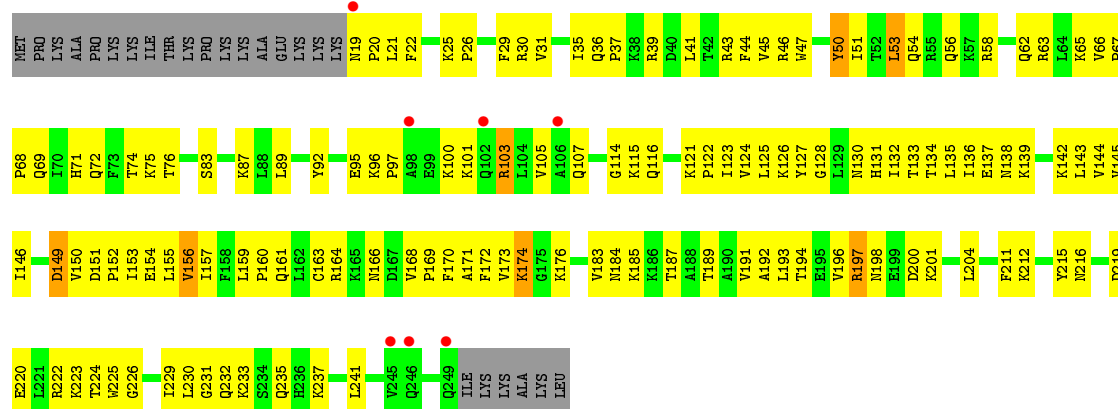 MET PRO LYS ALA PRO LYS LYS ILE THR LYS PRO LYS LYS ALA GLU LYS LYS LYS N19 P20 L21 F22 K25 P26 F29 R30 V31 I35 Q36 P37 K38 R39 D40 L41 T42 R43 F44 V45 R46 W47 Y50 I51 T52 L53 Q54 R55 Q56 K57 R58 Q62 R63 L64 K65 V66 P67
P68 Q69 I70 H71 Q72 F73 T74 K75 T76 S83 K87 L88 L89 Y92 E95 K96 P97 A98 E99 K100 K101 Q102 R103 L104 V105 A106 Q107 G114 K115 Q116 K121 P122 I123 V124 L125 K126 Y127 G128 L129 N130 H131 I132 T133 T134 L135 I136 E137 N138 K139 K142 L143 V144 V145
I146 D149 V150 D151 P152 I153 E154 L155 V156 I157 F158 L159 P160 Q161 L162 C163 R164 K165 N166 D167 V168 P169 F170 A171 F172 V173 K174 G175 K176 V183 N184 K185 K186 T187 A188 T189 A190 V191 A192 L193 T194 E195 V196 R197 N198 E199 D200 K201 L204 F211 K212 Y215 N216 D219
E220 L221 R222 K223 T224 W225 G226 I229 L230 G231 Q232 K233 S234 Q235 H236 K237 L241 V245 Q246 Q249 ILE LYS LYS ALA LYS LEU